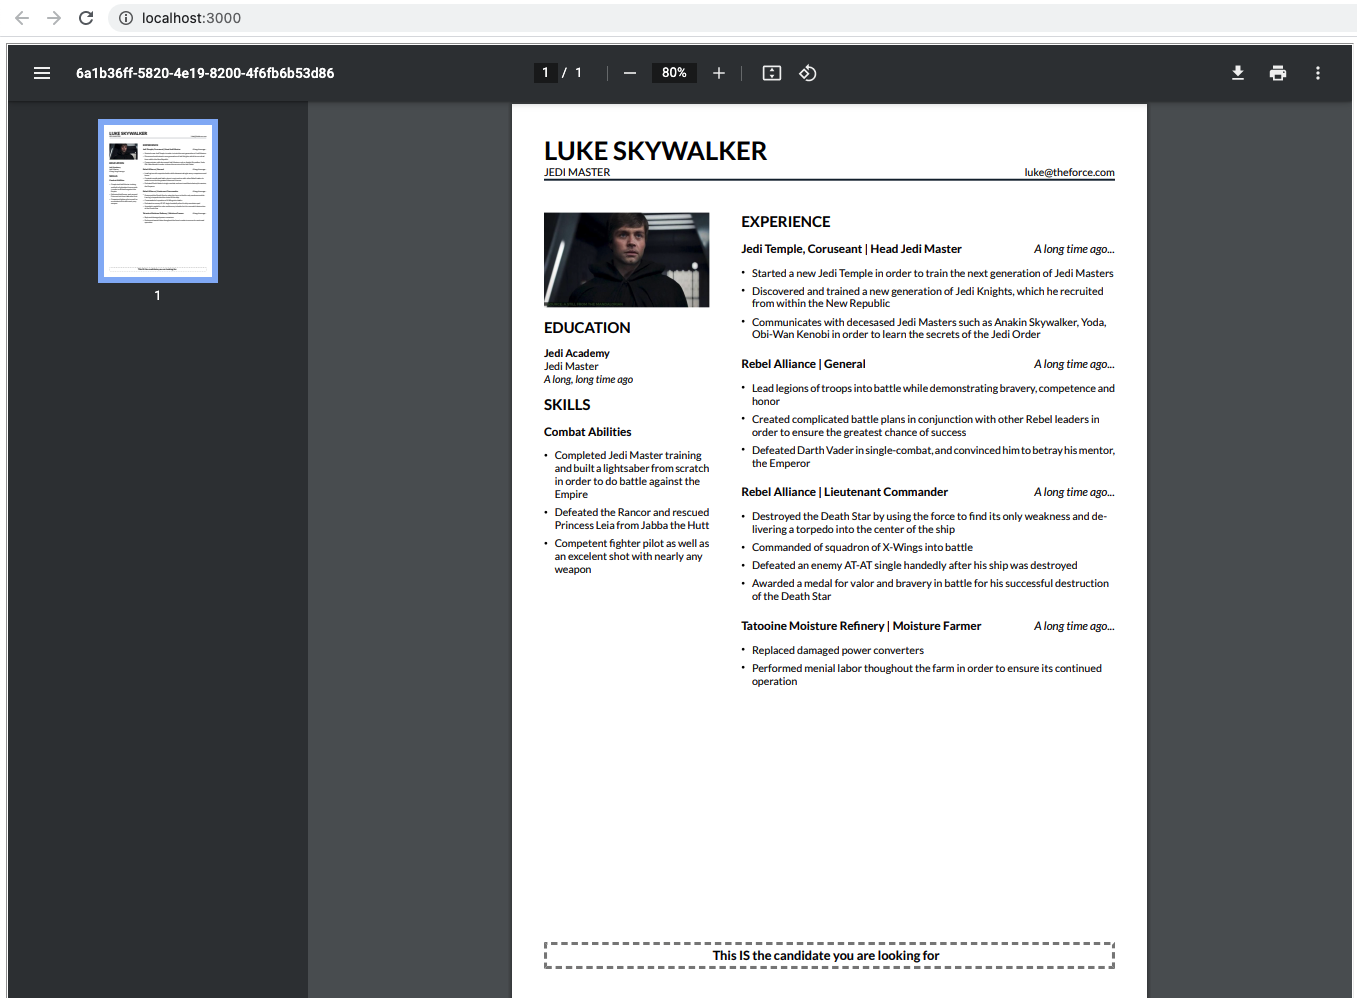 localhost:3000
6a1b36ff-5820-4e19-8200-4f6fb6b53d86
1 / 1
80%
1
LUKE SKYWALKER
JEDI MASTER
luke@theforce.com
EDUCATION
Jedi Academy
Jedi Master
A long, long time ago
SKILLS
Combat Abilities
• Completed Jedi Master training
and built a lightsaber from scratch
in order to do battle against the
Empire
• Defeated the Rancor and rescued
Princess Leia from Jabba the Hutt
• Competent fighter pilot as well as
an excelent shot with nearly any
weapon
EXPERIENCE
Jedi Temple, Coruseant | Head Jedi Master A long time ago...
• Started a new Jedi Temple in order to train the next generation of Jedi Masters
• Discovered and trained a new generation of Jedi Knights, which he recruited
from within the New Republic
• Communicates with decesased Jedi Masters such as Anakin Skywalker, Yoda,
Obi-Wan Kenobi in order to learn the secrets of the Jedi Order
Rebel Alliance | General A long time ago...
• Lead legions of troops into battle while demonstrating bravery, competence and
honor
• Created complicated battle plans in conjunction with other Rebel leaders in
order to ensure the greatest chance of success
• Defeated Darth Vader in single-combat, and convinced him to betray his mentor,
the Emperor
Rebel Alliance | Lieutenant Commander A long time ago...
• Destroyed the Death Star by using the force to find its only weakness and de-
livering a torpedo into the center of the ship
• Commanded of squadron of X-Wings into battle
• Defeated an enemy AT-AT single handedly after his ship was destroyed
• Awarded a medal for valor and bravery in battle for his successful destruction
of the Death Star
Tatooine Moisture Refinery | Moisture Farmer A long time ago...
• Replaced damaged power converters
• Performed menial labor thoughout the farm in order to ensure its continued
operation
This IS the candidate you are looking for